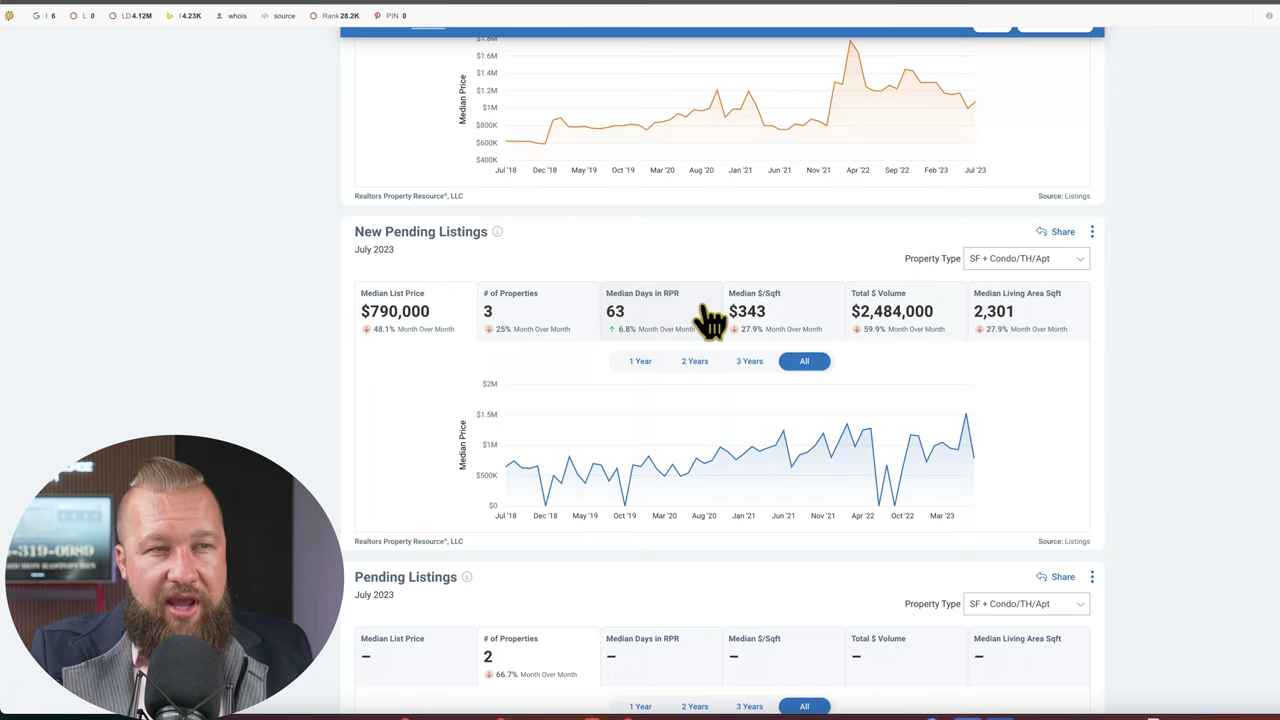 I 6 L 0 LD 4.12M I 4.23K whois source Rank 28.2K PIN 0
$1.8M
$1.6M
$1.4M
$1.2M
$1M
$800K
$600K
$400K
Median Price
Jul '18 Dec '18 May '19 Oct '19 Mar '20 Aug '20 Jan '21 Jun '21 Nov '21 Apr '22 Sep '22 Feb '23 Jul '23
Realtors Property Resource®, LLC Source: Listings
New Pending Listings Share
July 2023
Property Type SF + Condo/TH/Apt
Median List Price # of Properties Median Days in RPR Median $/Sqft Total $ Volume Median Living Area Sqft
$790,000 3 63 $343 $2,484,000 2,301
48.1% Month Over Month 25% Month Over Month 6.8% Month Over Month 27.9% Month Over Month 59.9% Month Over Month 27.9% Month Over Month
1 Year 2 Years 3 Years All
$2M
$1.5M
$1M
$500K
$0
Median Price
Jul '18 Dec '18 May '19 Oct '19 Mar '20 Aug '20 Jan '21 Jun '21 Nov '21 Apr '22 Oct '22 Mar '23
Realtors Property Resource®, LLC Source: Listings
Pending Listings Share
July 2023
Property Type SF + Condo/TH/Apt
Median List Price # of Properties Median Days in RPR Median $/Sqft Total $ Volume Median Living Area Sqft
– 2 – – – –
66.7% Month Over Month
1 Year 2 Years 3 Years All
-319-0989